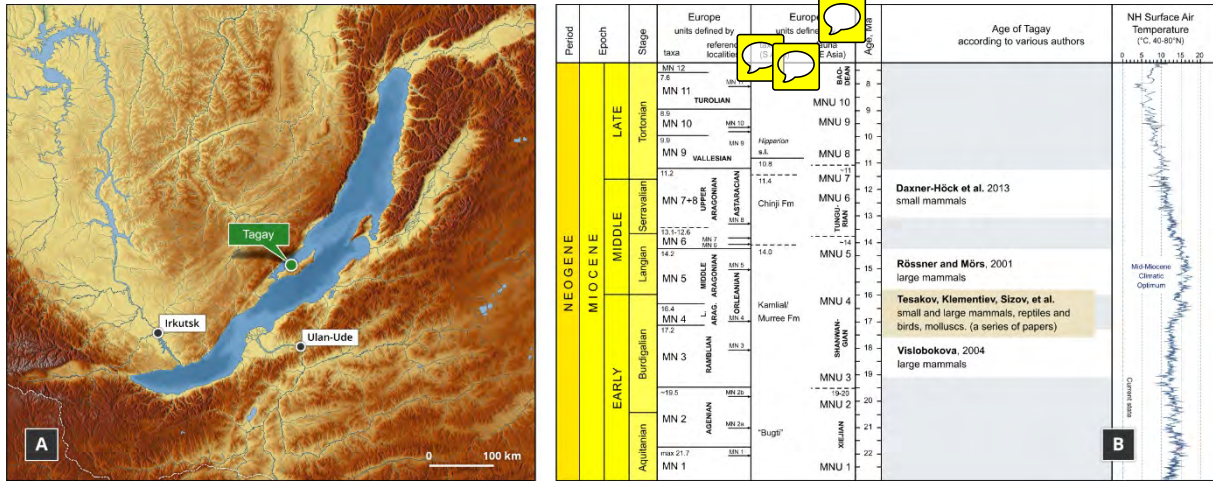 Tagay
Irkutsk
Ulan-Ude
A
0 100 km
Period
Epoch
Stage
Europe
units defined by
taxa
reference
localities
Europe
units define
Age, Ma
Age of Tagay
according to various authors
NH Surface Air
Temperature
(°C, 40-80°N)
0 5 10 15 20
NEOGENE
MIOCENE
LATE
MIDDLE
EARLY
Tortonian
Serravalian
Langian
Burdigalian
Aquitanian
MN 12
7.6
MN 11
TUROLIAN
8.9
MN 10
MN 10
9.9
MN 9
MN 9
VALLESIAN
11.2
MN 7+8
UPPER
ARAGONIAN
ASTARACIAN
MN 8
13.1-12.6
MN 6
MN 7
MN 6
14.2
MN 5
MIDDLE
ARAGONIAN
ORLEANIAN
MN 5
16.4
MN 4
L.
ARAG.
MN 4
17.2
MN 3
RAMBLIAN
MN 3
~19.5
MN 2b
MN 2
AGENIAN
MN 2a
max 21.7
MN 1
MN 1
Hipperion
s.l.
10.8
11.4
Chinji Fm
14.0
Kamlial/
Murree Fm
"Bugti"
BAO-
DEAN
MNU 10
MNU 9
MNU 8
~11
MNU 7
MNU 6
TUNGU-
RIAN
~14
MNU 5
MNU 4
SHANWAN-
GIAN
MNU 3
19-20
MNU 2
XIEJIAN
MNU 1
8
9
10
11
12
13
14
15
16
17
18
19
20
21
22
Daxner-Höck et al. 2013
small mammals
Rössner and Mörs, 2001
large mammals
Tesakov, Klementiev, Sizov, et al.
small and large mammals, reptiles and
birds, molluscs. (a series of papers)
Vislobokova, 2004
large mammals
Mid-Miocene
Climatic
Optimum
Current state
B